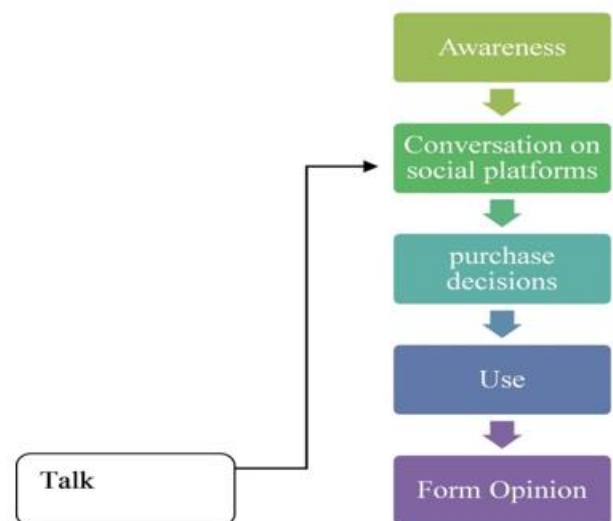 Awareness
Conversation on
social platforms
purchase
decisions
Use
Talk
Form Opinion